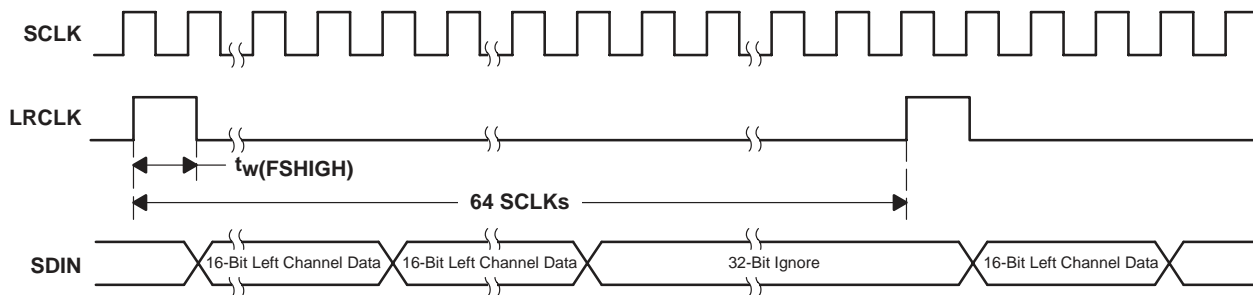 SCLK
LRCLK
tw(FSHIGH)
64 SCLKs
SDIN
16-Bit Left Channel Data
16-Bit Left Channel Data
32-Bit Ignore
16-Bit Left Channel Data